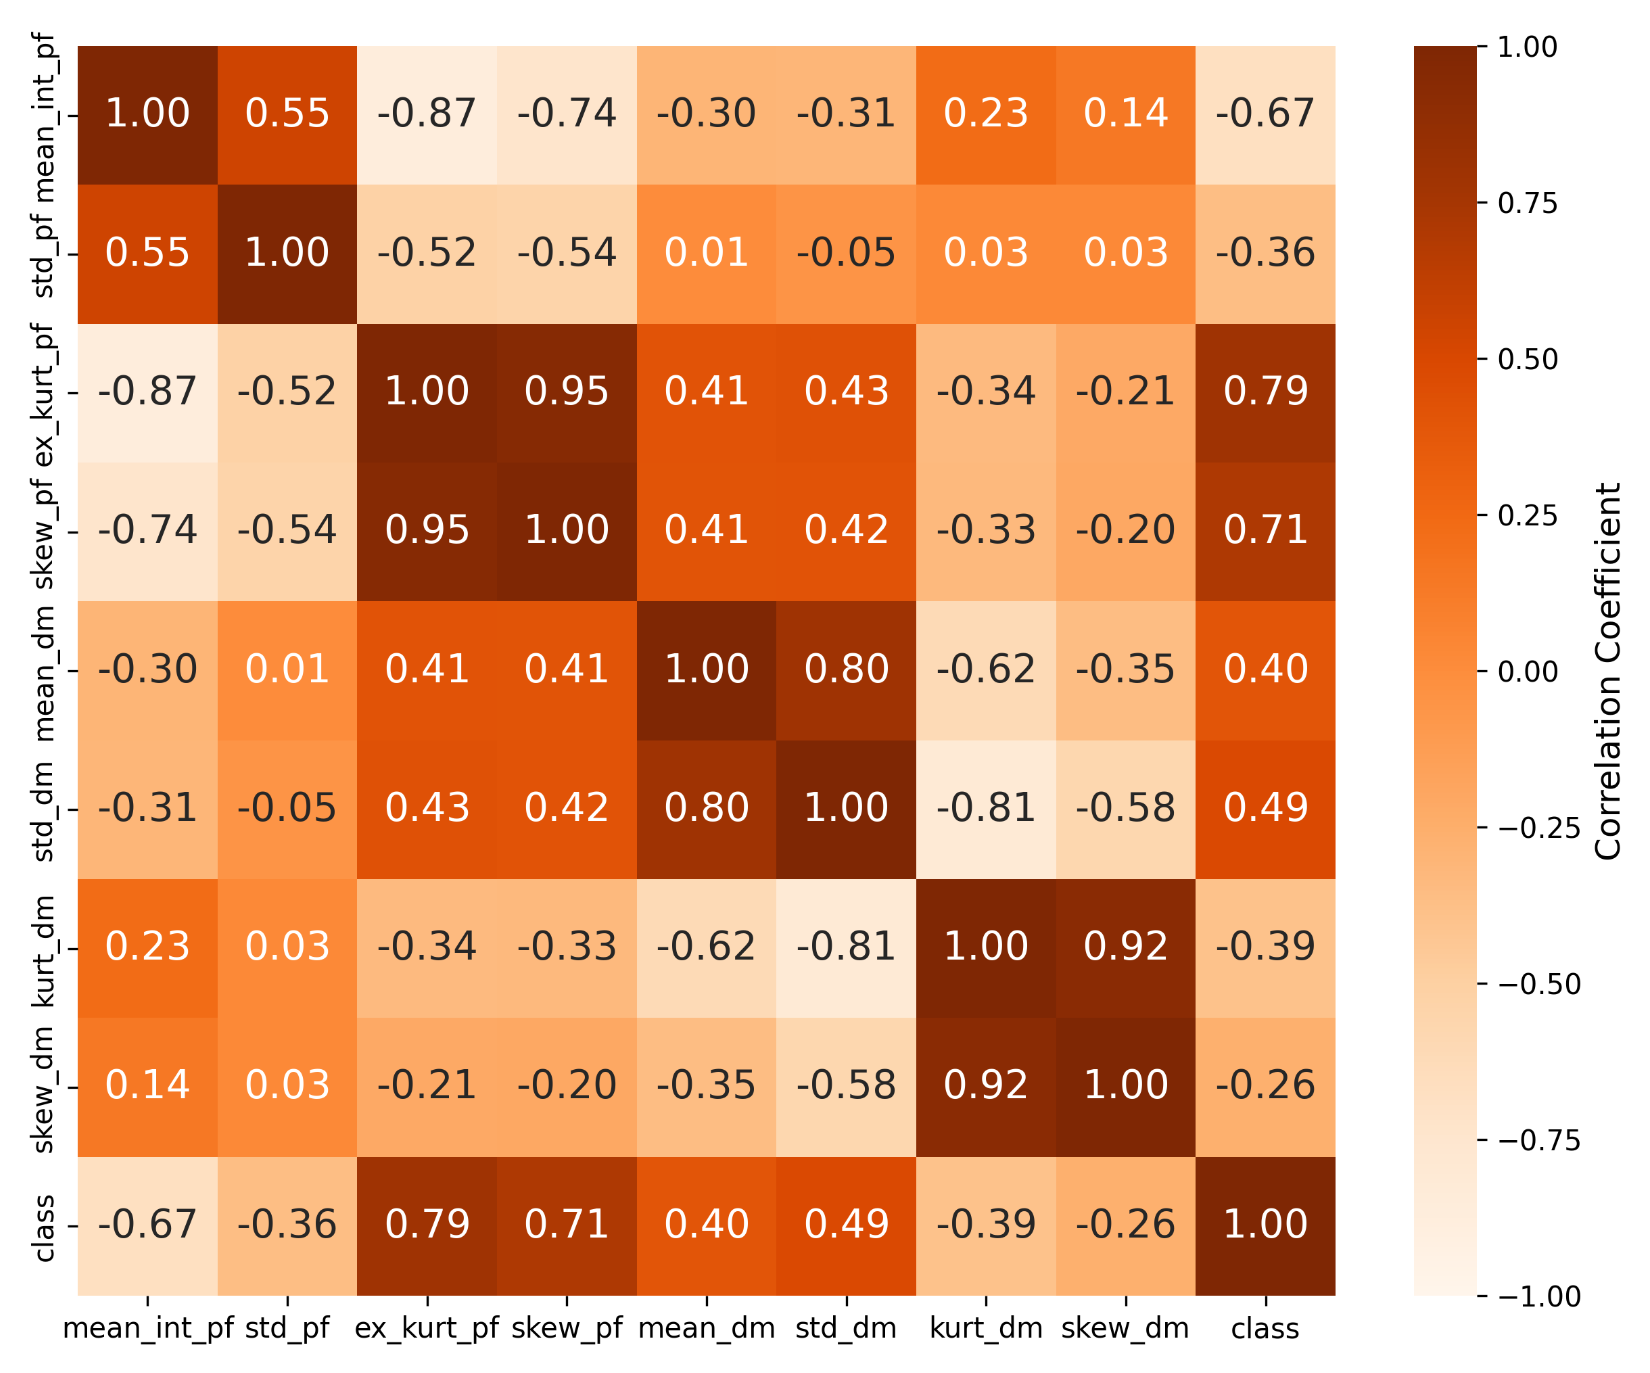 mean_int_pf 1.00 0.55 -0.87 -0.74 -0.30 -0.31 0.23 0.14 -0.67
std_pf 0.55 1.00 -0.52 -0.54 0.01 -0.05 0.03 0.03 -0.36
ex_kurt_pf -0.87 -0.52 1.00 0.95 0.41 0.43 -0.34 -0.21 0.79
skew_pf -0.74 -0.54 0.95 1.00 0.41 0.42 -0.33 -0.20 0.71
mean_dm -0.30 0.01 0.41 0.41 1.00 0.80 -0.62 -0.35 0.40
std_dm -0.31 -0.05 0.43 0.42 0.80 1.00 -0.81 -0.58 0.49
kurt_dm 0.23 0.03 -0.34 -0.33 -0.62 -0.81 1.00 0.92 -0.39
skew_dm 0.14 0.03 -0.21 -0.20 -0.35 -0.58 0.92 1.00 -0.26
class -0.67 -0.36 0.79 0.71 0.40 0.49 -0.39 -0.26 1.00
mean_int_pf std_pf ex_kurt_pf skew_pf mean_dm std_dm kurt_dm skew_dm class
1.00
0.75
0.50
0.25
0.00
−0.25
−0.50
−0.75
−1.00
Correlation Coefficient